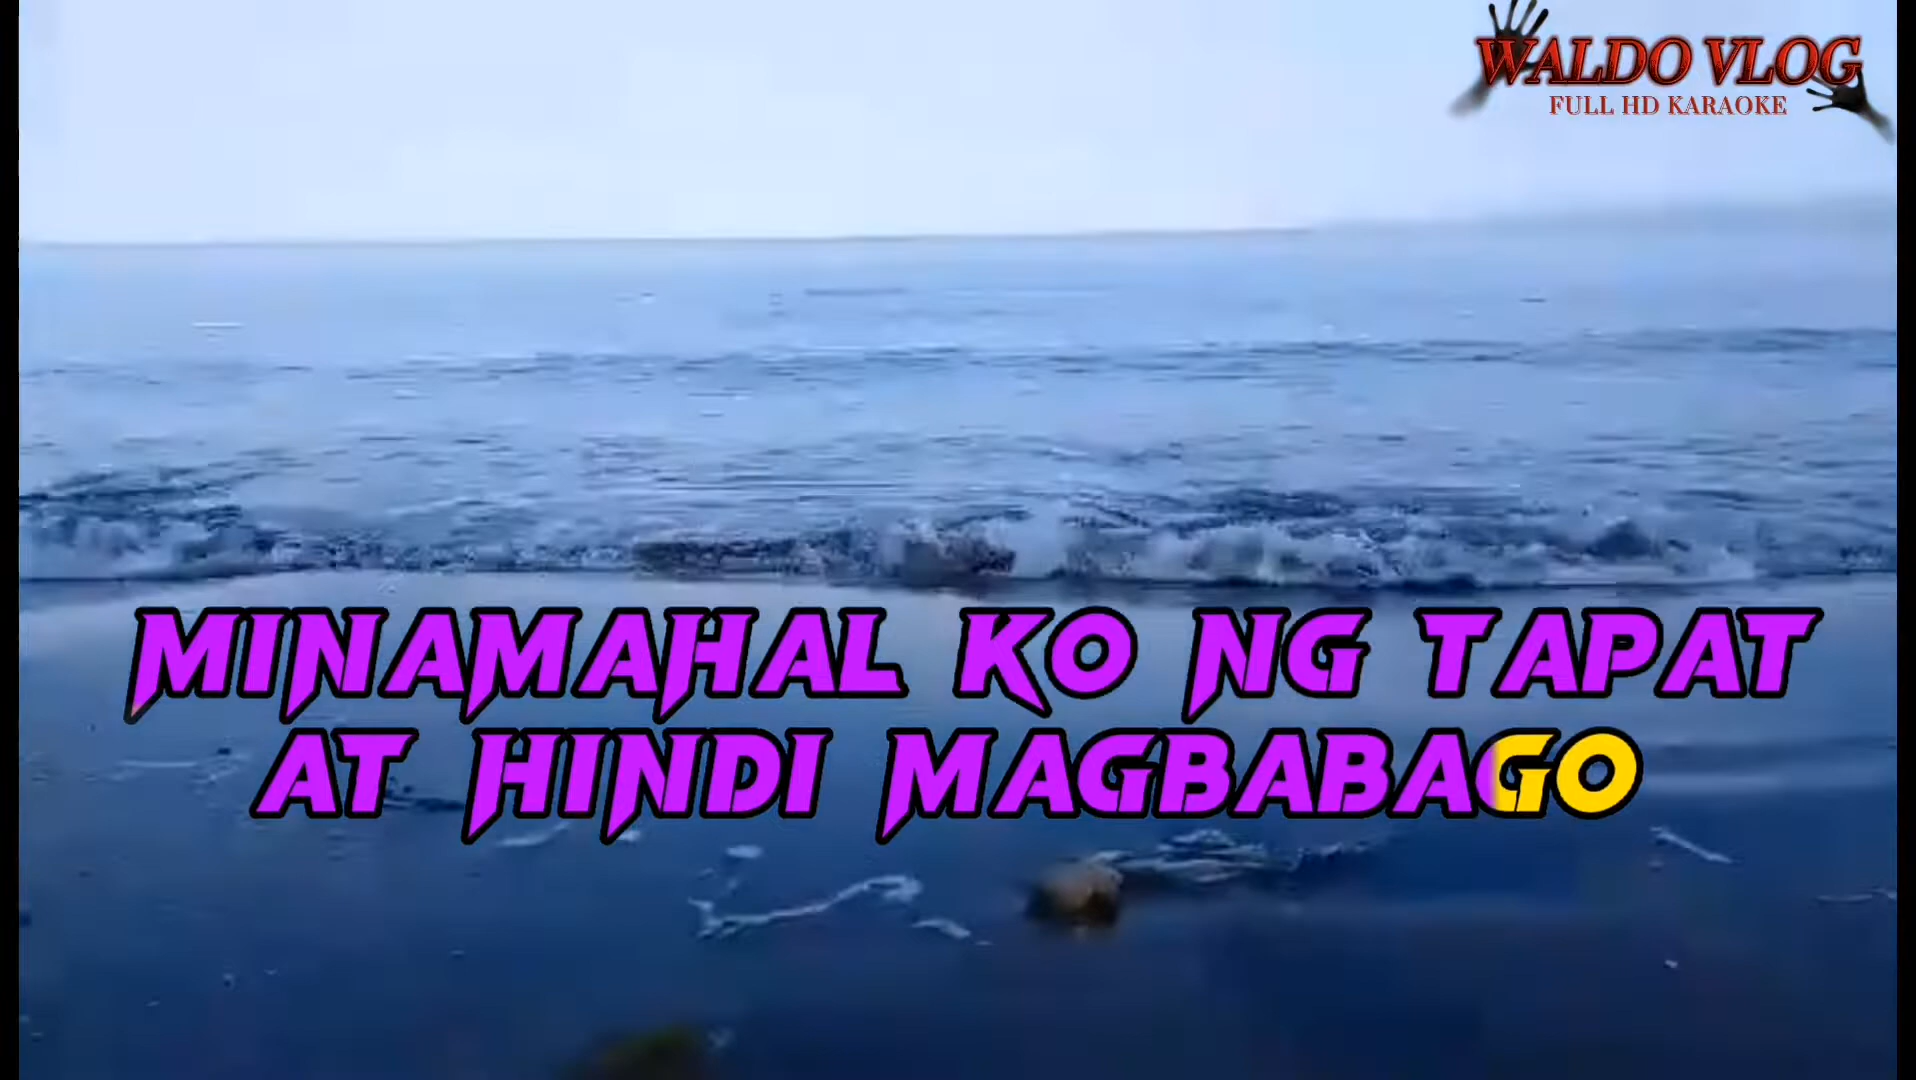 WALDO VLOG
FULL HD KARAOKE
MINAMAHAL KO NG TAPAT
AT HINDI MAGBABAGO